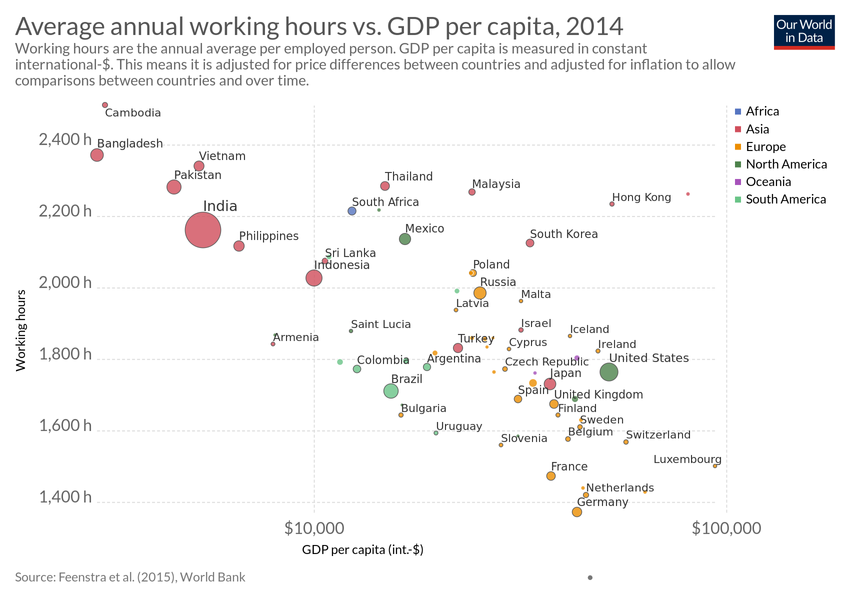 Average annual working hours vs. GDP per capita, 2014
Our World
in Data
Working hours are the annual average per employed person. GDP per capita is measured in constant
international-$. This means it is adjusted for price differences between countries and adjusted for inflation to allow
comparisons between countries and over time.
Africa
Asia
Europe
North America
Oceania
South America
Working hours
2,400 h
2,200 h
2,000 h
1,800 h
1,600 h
1,400 h
Cambodia
Bangladesh
Vietnam
Pakistan
Thailand
Malaysia
Hong Kong
India
South Africa
Mexico
Philippines
South Korea
Sri Lanka
Indonesia
Poland
Russia
Malta
Latvia
Saint Lucia
Israel
Iceland
Armenia
Turkey
Cyprus
Ireland
Colombia
Argentina
Czech Republic
United States
Japan
Brazil
Spain
United Kingdom
Bulgaria
Finland
Sweden
Uruguay
Slovenia
Belgium
Switzerland
Luxembourg
France
Netherlands
Germany
$10,000
$100,000
GDP per capita (int.-$)
Source: Feenstra et al. (2015), World Bank